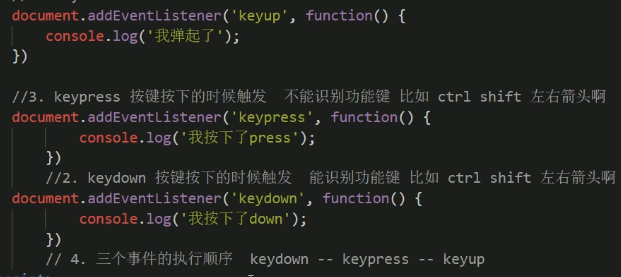 document.addEventListener('keyup', function() {
console.log('我弹起了');
})
//3. keypress 按键按下的时候触发 不能识别功能键 比如 ctrl shift 左右箭头啊
document.addEventListener('keypress', function() {
console.log('我按下了press');
})
//2. keydown 按键按下的时候触发 能识别功能键 比如 ctrl shift 左右箭头啊
document.addEventListener('keydown', function() {
console.log('我按下了down');
})
// 4. 三个事件的执行顺序 keydown -- keypress -- keyup